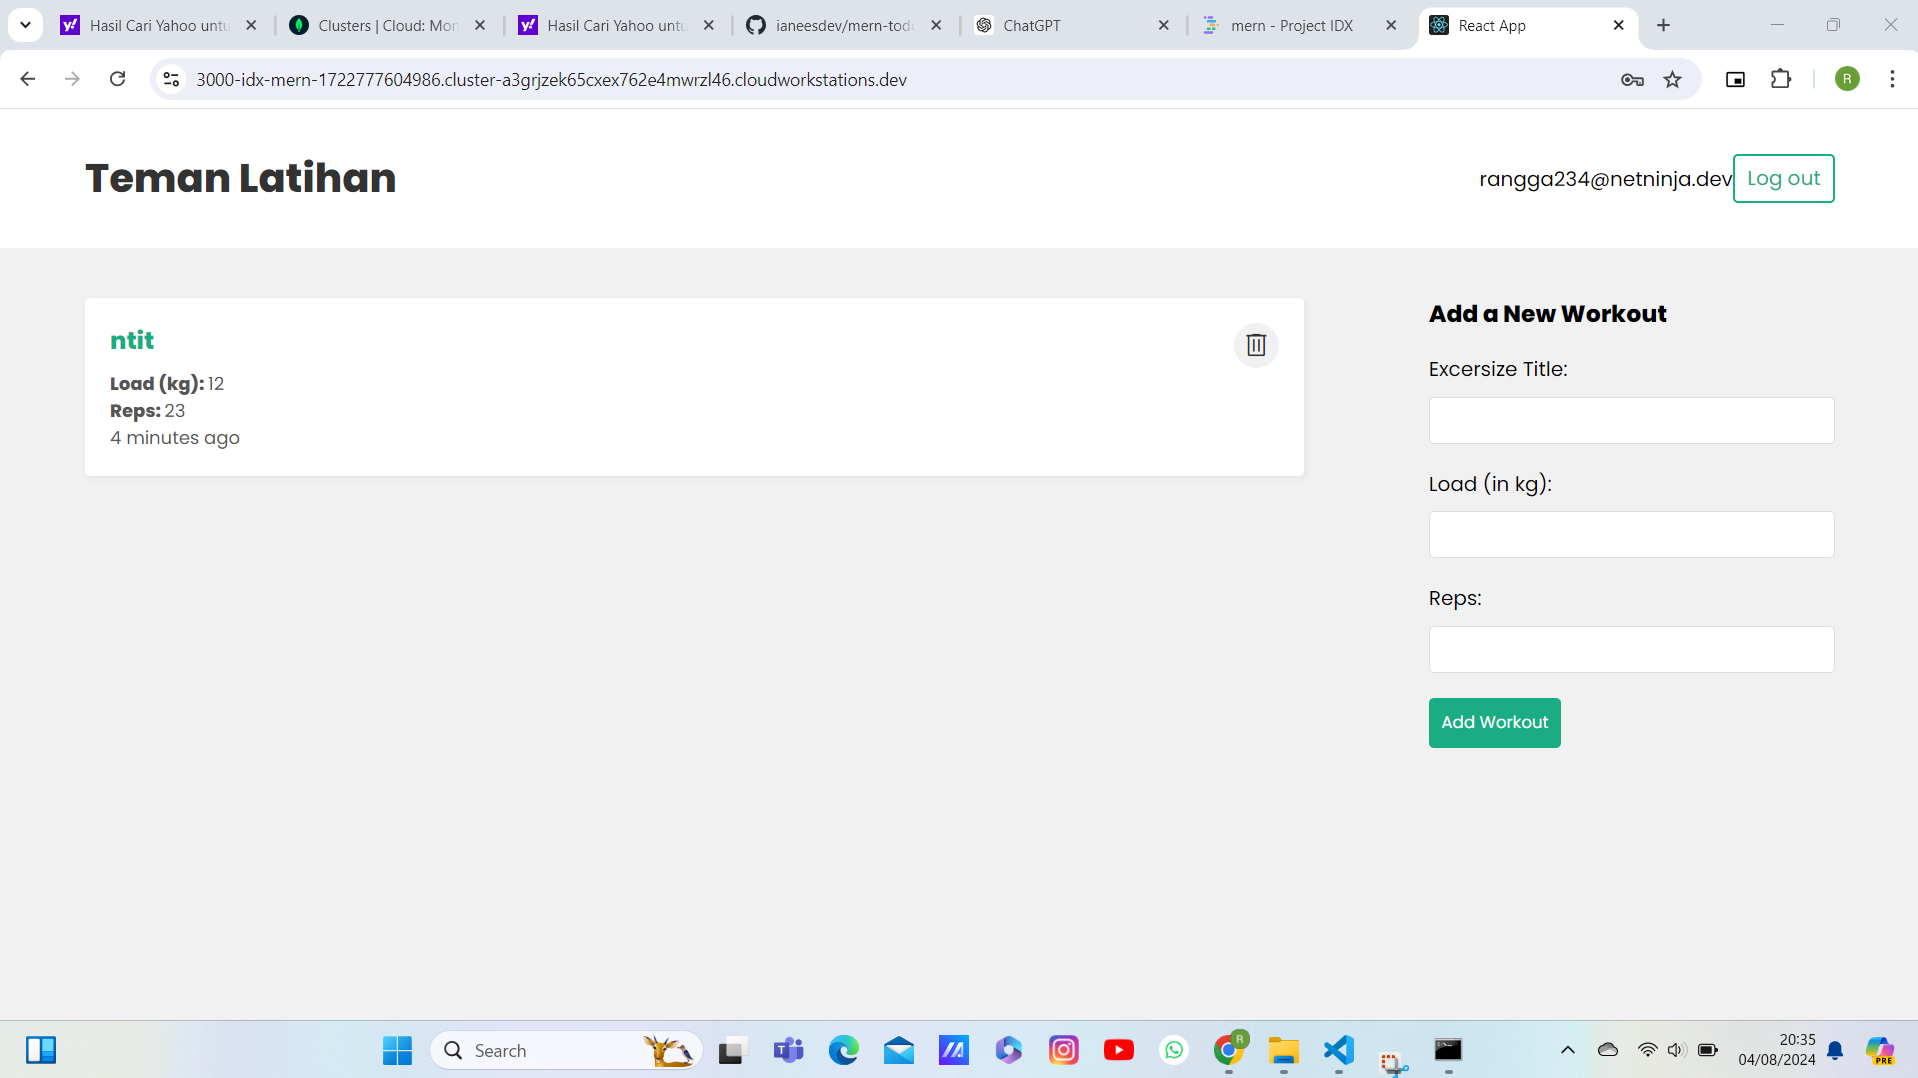 Hasil Cari Yahoo untu
Clusters | Cloud: Mon
Hasil Cari Yahoo untu
ianeesdev/mern-todo
ChatGPT
mern - Project IDX
React App
3000-idx-mern-1722777604986.cluster-a3grjzek65cxex762e4mwrzl46.cloudworkstations.dev
R
Teman Latihan
rangga234@netninja.dev
Log out
ntit
Load (kg): 12
Reps: 23
4 minutes ago
Add a New Workout
Excersize Title:
Load (in kg):
Reps:
Add Workout
Search
R
20:35
04/08/2024
PRE